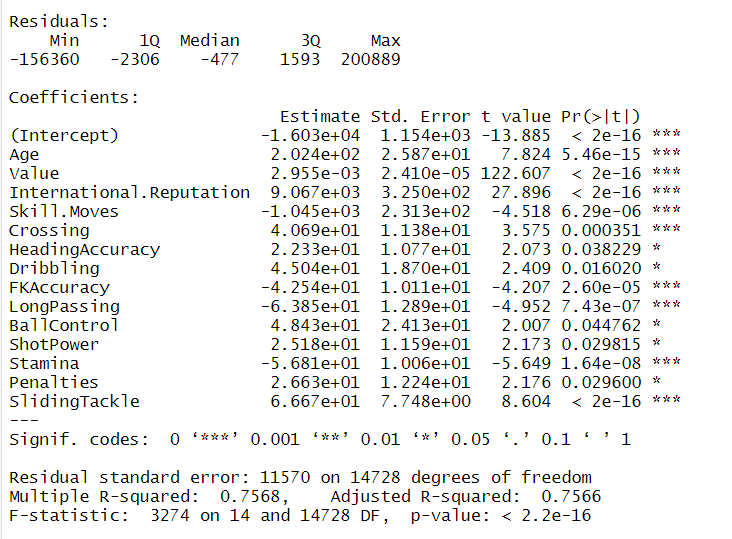 Residuals:
    Min      1Q  Median      3Q     Max
-156360   -2306    -477    1593  200889
Coefficients:
                           Estimate Std. Error t value Pr(>|t|)
(Intercept)              -1.603e+04  1.154e+03 -13.885  < 2e-16 ***
Age                       2.024e+02  2.587e+01   7.824 5.46e-15 ***
Value                     2.955e-03  2.410e-05 122.607  < 2e-16 ***
International.Reputation  9.067e+03  3.250e+02  27.896  < 2e-16 ***
Skill.Moves              -1.045e+03  2.313e+02  -4.518 6.29e-06 ***
Crossing                  4.069e+01  1.138e+01   3.575 0.000351 ***
HeadingAccuracy           2.233e+01  1.077e+01   2.073 0.038229 *
Dribbling                 4.504e+01  1.870e+01   2.409 0.016020 *
FKAccuracy               -4.254e+01  1.011e+01  -4.207 2.60e-05 ***
LongPassing              -6.385e+01  1.289e+01  -4.952 7.43e-07 ***
BallControl               4.843e+01  2.413e+01   2.007 0.044762 *
ShotPower                 2.518e+01  1.159e+01   2.173 0.029815 *
Stamina                  -5.681e+01  1.006e+01  -5.649 1.64e-08 ***
Penalties                 2.663e+01  1.224e+01   2.176 0.029600 *
SlidingTackle             6.667e+01  7.748e+00   8.604  < 2e-16 ***
---
Signif. codes:  0 ‘***’ 0.001 ‘**’ 0.01 ‘*’ 0.05 ‘.’ 0.1 ‘ ’ 1
Residual standard error: 11570 on 14728 degrees of freedom
Multiple R-squared:  0.7568,    Adjusted R-squared:  0.7566
F-statistic:  3274 on 14 and 14728 DF,  p-value: < 2.2e-16